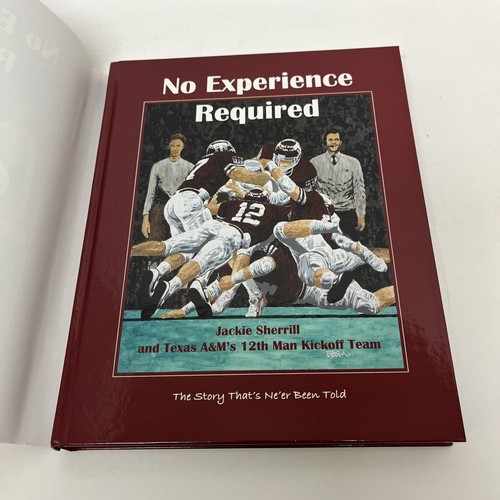 No Experience
Required
12
Jackie Sherrill
and Texas A&M's 12th Man Kickoff Team
The Story That's Ne'er Been Told